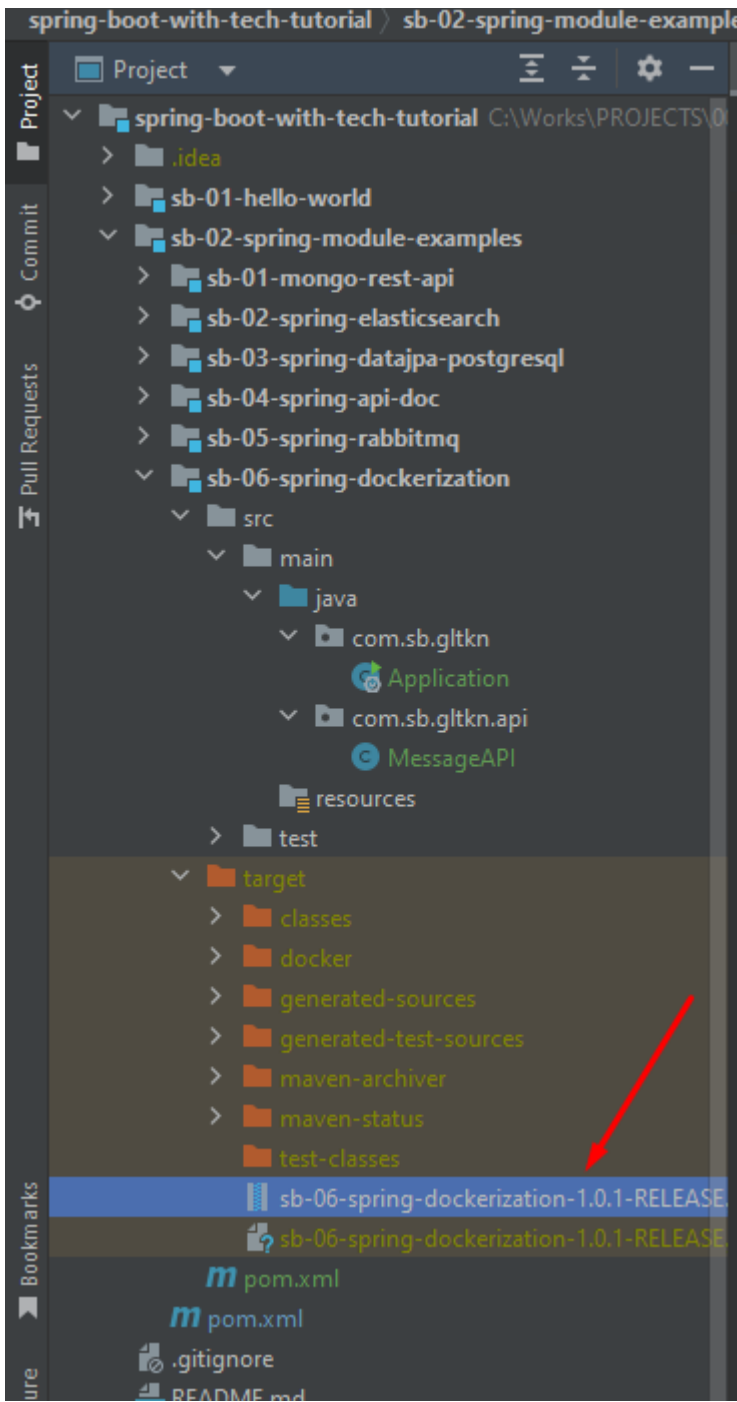 spring-boot-with-tech-tutorial 〉 sb-02-spring-module-example
Project
Project
Commit
Pull Requests
Bookmarks
ure
spring-boot-with-tech-tutorial C:\Works\PROJECTS\0
.idea
sb-01-hello-world
sb-02-spring-module-examples
sb-01-mongo-rest-api
sb-02-spring-elasticsearch
sb-03-spring-datajpa-postgresql
sb-04-spring-api-doc
sb-05-spring-rabbitmq
sb-06-spring-dockerization
src
main
java
com.sb.gltkn
Application
com.sb.gltkn.api
MessageAPI
resources
test
target
classes
docker
generated-sources
generated-test-sources
maven-archiver
maven-status
test-classes
sb-06-spring-dockerization-1.0.1-RELEASE.
sb-06-spring-dockerization-1.0.1-RELEASE.
pom.xml
pom.xml
.gitignore
README.md